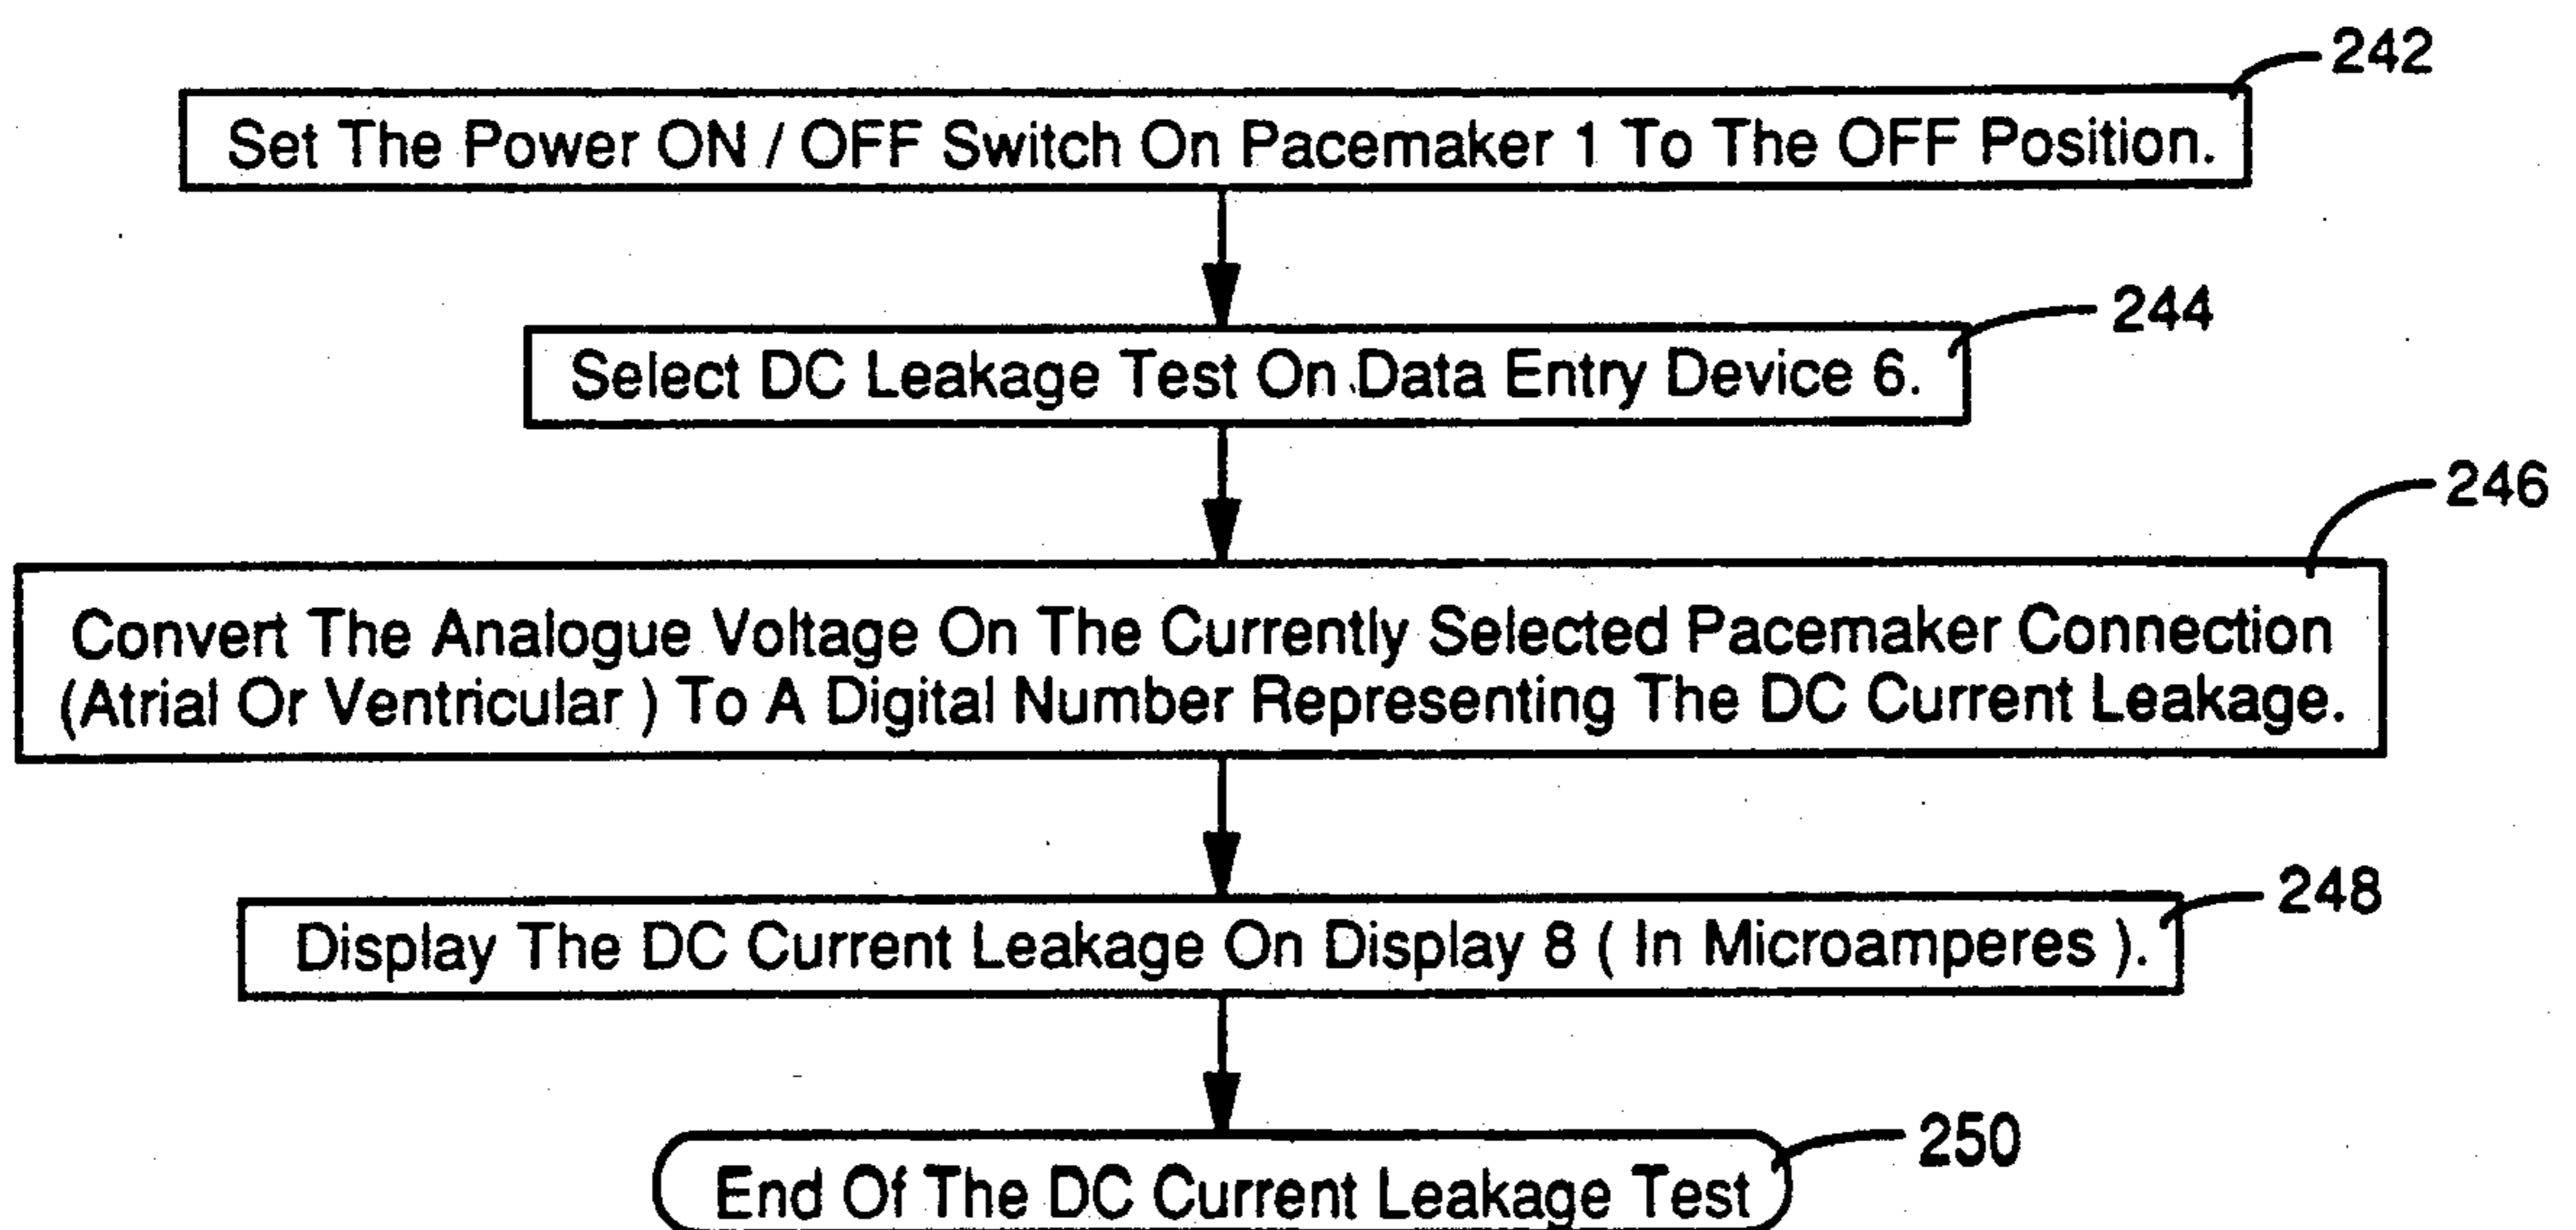 242
Set The Power ON / OFF Switch On Pacemaker 1 To The OFF Position.
244
Select DC Leakage Test On Data Entry Device 6.
246
Convert The Analogue Voltage On The Currently Selected Pacemaker Connection
(Atrial Or Ventricular ) To A Digital Number Representing The DC Current Leakage.
248
Display The DC Current Leakage On Display 8 ( In Microamperes ).
250
End Of The DC Current Leakage Test